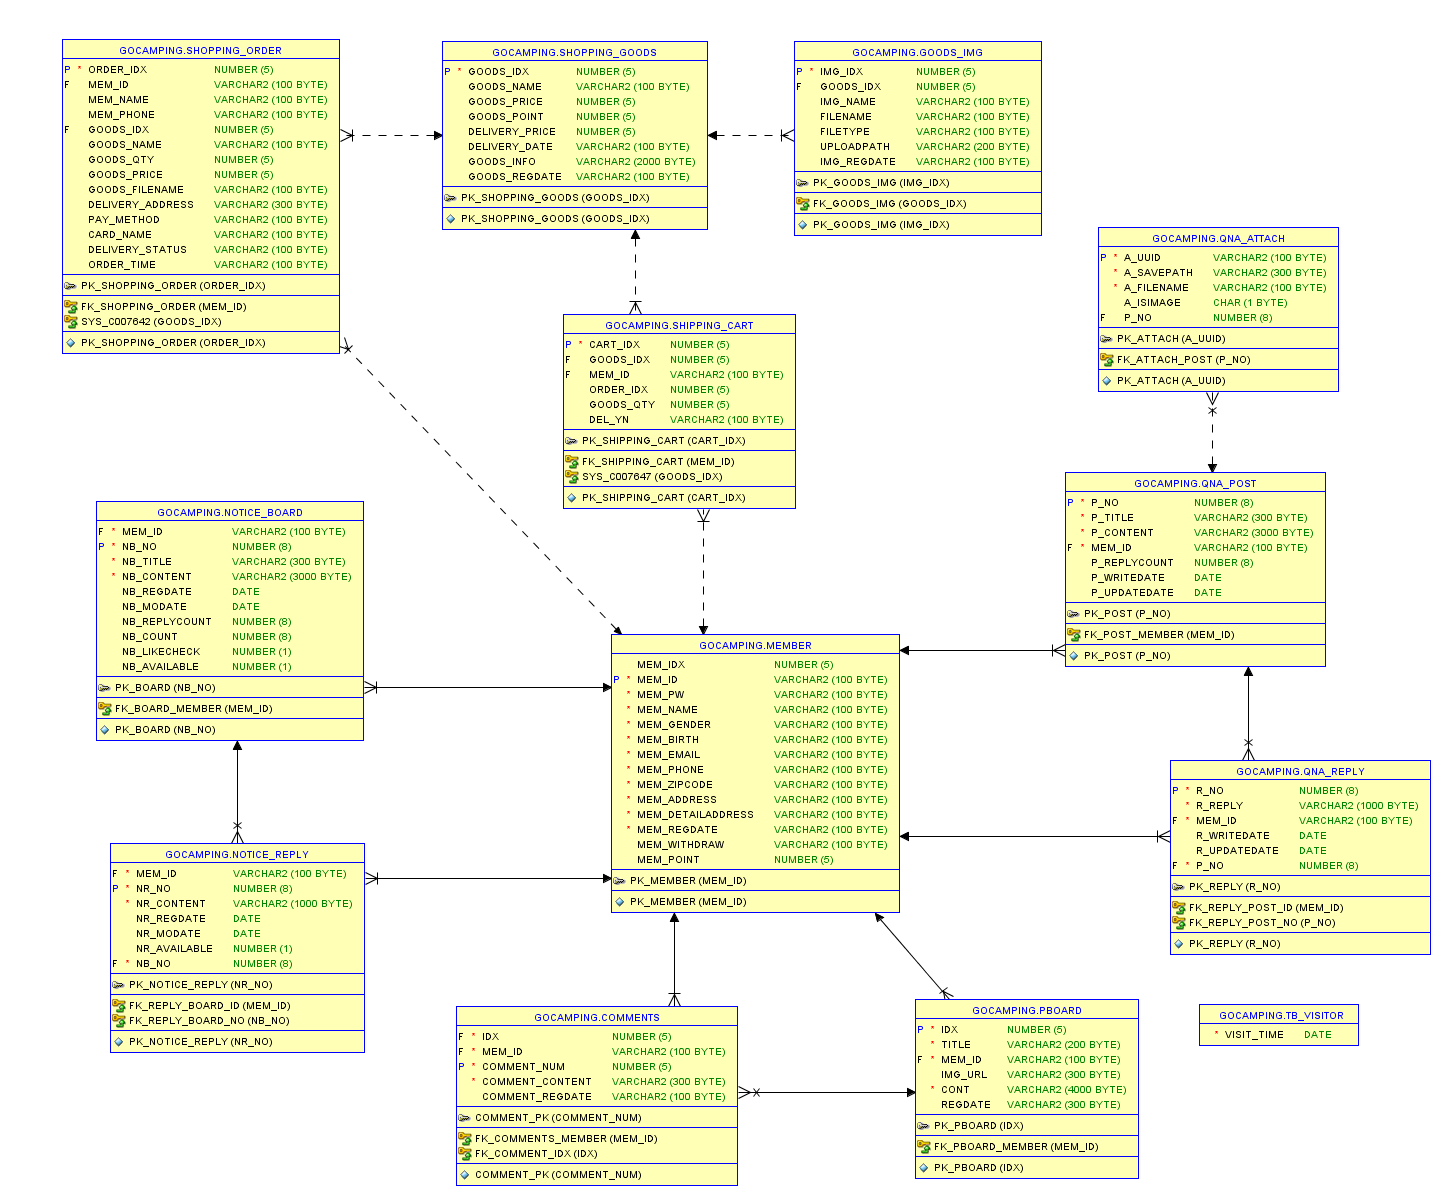 GOCAMPING.SHOPPING_ORDER
P * ORDER_IDX NUMBER (5)
F MEM_ID VARCHAR2 (100 BYTE)
MEM_NAME VARCHAR2 (100 BYTE)
MEM_PHONE VARCHAR2 (100 BYTE)
F GOODS_IDX NUMBER (5)
GOODS_NAME VARCHAR2 (100 BYTE)
GOODS_QTY NUMBER (5)
GOODS_PRICE NUMBER (5)
GOODS_FILENAME VARCHAR2 (100 BYTE)
DELIVERY_ADDRESS VARCHAR2 (300 BYTE)
PAY_METHOD VARCHAR2 (100 BYTE)
CARD_NAME VARCHAR2 (100 BYTE)
DELIVERY_STATUS VARCHAR2 (100 BYTE)
ORDER_TIME VARCHAR2 (100 BYTE)
PK_SHOPPING_ORDER (ORDER_IDX)
FK_SHOPPING_ORDER (MEM_ID)
SYS_C007642 (GOODS_IDX)
PK_SHOPPING_ORDER (ORDER_IDX)
GOCAMPING.SHOPPING_GOODS
P * GOODS_IDX NUMBER (5)
GOODS_NAME VARCHAR2 (100 BYTE)
GOODS_PRICE NUMBER (5)
GOODS_POINT NUMBER (5)
DELIVERY_PRICE NUMBER (5)
DELIVERY_DATE VARCHAR2 (100 BYTE)
GOODS_INFO VARCHAR2 (2000 BYTE)
GOODS_REGDATE VARCHAR2 (100 BYTE)
PK_SHOPPING_GOODS (GOODS_IDX)
PK_SHOPPING_GOODS (GOODS_IDX)
GOCAMPING.GOODS_IMG
P * IMG_IDX NUMBER (5)
F GOODS_IDX NUMBER (5)
IMG_NAME VARCHAR2 (100 BYTE)
FILENAME VARCHAR2 (100 BYTE)
FILETYPE VARCHAR2 (100 BYTE)
UPLOADPATH VARCHAR2 (200 BYTE)
IMG_REGDATE VARCHAR2 (100 BYTE)
PK_GOODS_IMG (IMG_IDX)
FK_GOODS_IMG (GOODS_IDX)
PK_GOODS_IMG (IMG_IDX)
GOCAMPING.QNA_ATTACH
P * A_UUID VARCHAR2 (100 BYTE)
* A_SAVEPATH VARCHAR2 (300 BYTE)
* A_FILENAME VARCHAR2 (100 BYTE)
A_ISIMAGE CHAR (1 BYTE)
F P_NO NUMBER (8)
PK_ATTACH (A_UUID)
FK_ATTACH_POST (P_NO)
PK_ATTACH (A_UUID)
GOCAMPING.SHIPPING_CART
P * CART_IDX NUMBER (5)
F GOODS_IDX NUMBER (5)
F MEM_ID VARCHAR2 (100 BYTE)
ORDER_IDX NUMBER (5)
GOODS_QTY NUMBER (5)
DEL_YN VARCHAR2 (100 BYTE)
PK_SHIPPING_CART (CART_IDX)
FK_SHIPPING_CART (MEM_ID)
SYS_C007647 (GOODS_IDX)
PK_SHIPPING_CART (CART_IDX)
GOCAMPING.QNA_POST
P * P_NO NUMBER (8)
* P_TITLE VARCHAR2 (300 BYTE)
* P_CONTENT VARCHAR2 (3000 BYTE)
F * MEM_ID VARCHAR2 (100 BYTE)
P_REPLYCOUNT NUMBER (8)
P_WRITEDATE DATE
P_UPDATEDATE DATE
PK_POST (P_NO)
FK_POST_MEMBER (MEM_ID)
PK_POST (P_NO)
GOCAMPING.NOTICE_BOARD
F * MEM_ID VARCHAR2 (100 BYTE)
P * NB_NO NUMBER (8)
* NB_TITLE VARCHAR2 (300 BYTE)
* NB_CONTENT VARCHAR2 (3000 BYTE)
NB_REGDATE DATE
NB_MODATE DATE
NB_REPLYCOUNT NUMBER (8)
NB_COUNT NUMBER (8)
NB_LIKECHECK NUMBER (1)
NB_AVAILABLE NUMBER (1)
PK_BOARD (NB_NO)
FK_BOARD_MEMBER (MEM_ID)
PK_BOARD (NB_NO)
GOCAMPING.MEMBER
MEM_IDX NUMBER (5)
P * MEM_ID VARCHAR2 (100 BYTE)
* MEM_PW VARCHAR2 (100 BYTE)
* MEM_NAME VARCHAR2 (100 BYTE)
* MEM_GENDER VARCHAR2 (100 BYTE)
* MEM_BIRTH VARCHAR2 (100 BYTE)
* MEM_EMAIL VARCHAR2 (100 BYTE)
* MEM_PHONE VARCHAR2 (100 BYTE)
* MEM_ZIPCODE VARCHAR2 (100 BYTE)
* MEM_ADDRESS VARCHAR2 (100 BYTE)
* MEM_DETAILADDRESS VARCHAR2 (100 BYTE)
* MEM_REGDATE VARCHAR2 (100 BYTE)
MEM_WITHDRAW VARCHAR2 (100 BYTE)
MEM_POINT NUMBER (5)
PK_MEMBER (MEM_ID)
PK_MEMBER (MEM_ID)
GOCAMPING.QNA_REPLY
P * R_NO NUMBER (8)
* R_REPLY VARCHAR2 (1000 BYTE)
F * MEM_ID VARCHAR2 (100 BYTE)
R_WRITEDATE DATE
R_UPDATEDATE DATE
F * P_NO NUMBER (8)
PK_REPLY (R_NO)
FK_REPLY_POST_ID (MEM_ID)
FK_REPLY_POST_NO (P_NO)
PK_REPLY (R_NO)
GOCAMPING.NOTICE_REPLY
F * MEM_ID VARCHAR2 (100 BYTE)
P * NR_NO NUMBER (8)
* NR_CONTENT VARCHAR2 (1000 BYTE)
NR_REGDATE DATE
NR_MODATE DATE
NR_AVAILABLE NUMBER (1)
F * NB_NO NUMBER (8)
PK_NOTICE_REPLY (NR_NO)
FK_REPLY_BOARD_ID (MEM_ID)
FK_REPLY_BOARD_NO (NB_NO)
PK_NOTICE_REPLY (NR_NO)
GOCAMPING.COMMENTS
F * IDX NUMBER (5)
F * MEM_ID VARCHAR2 (100 BYTE)
P * COMMENT_NUM NUMBER (5)
* COMMENT_CONTENT VARCHAR2 (300 BYTE)
COMMENT_REGDATE VARCHAR2 (100 BYTE)
COMMENT_PK (COMMENT_NUM)
FK_COMMENTS_MEMBER (MEM_ID)
FK_COMMENT_IDX (IDX)
COMMENT_PK (COMMENT_NUM)
GOCAMPING.PBOARD
P * IDX NUMBER (5)
* TITLE VARCHAR2 (200 BYTE)
F * MEM_ID VARCHAR2 (100 BYTE)
IMG_URL VARCHAR2 (300 BYTE)
* CONT VARCHAR2 (4000 BYTE)
REGDATE VARCHAR2 (300 BYTE)
PK_PBOARD (IDX)
FK_PBOARD_MEMBER (MEM_ID)
PK_PBOARD (IDX)
GOCAMPING.TB_VISITOR
* VISIT_TIME DATE